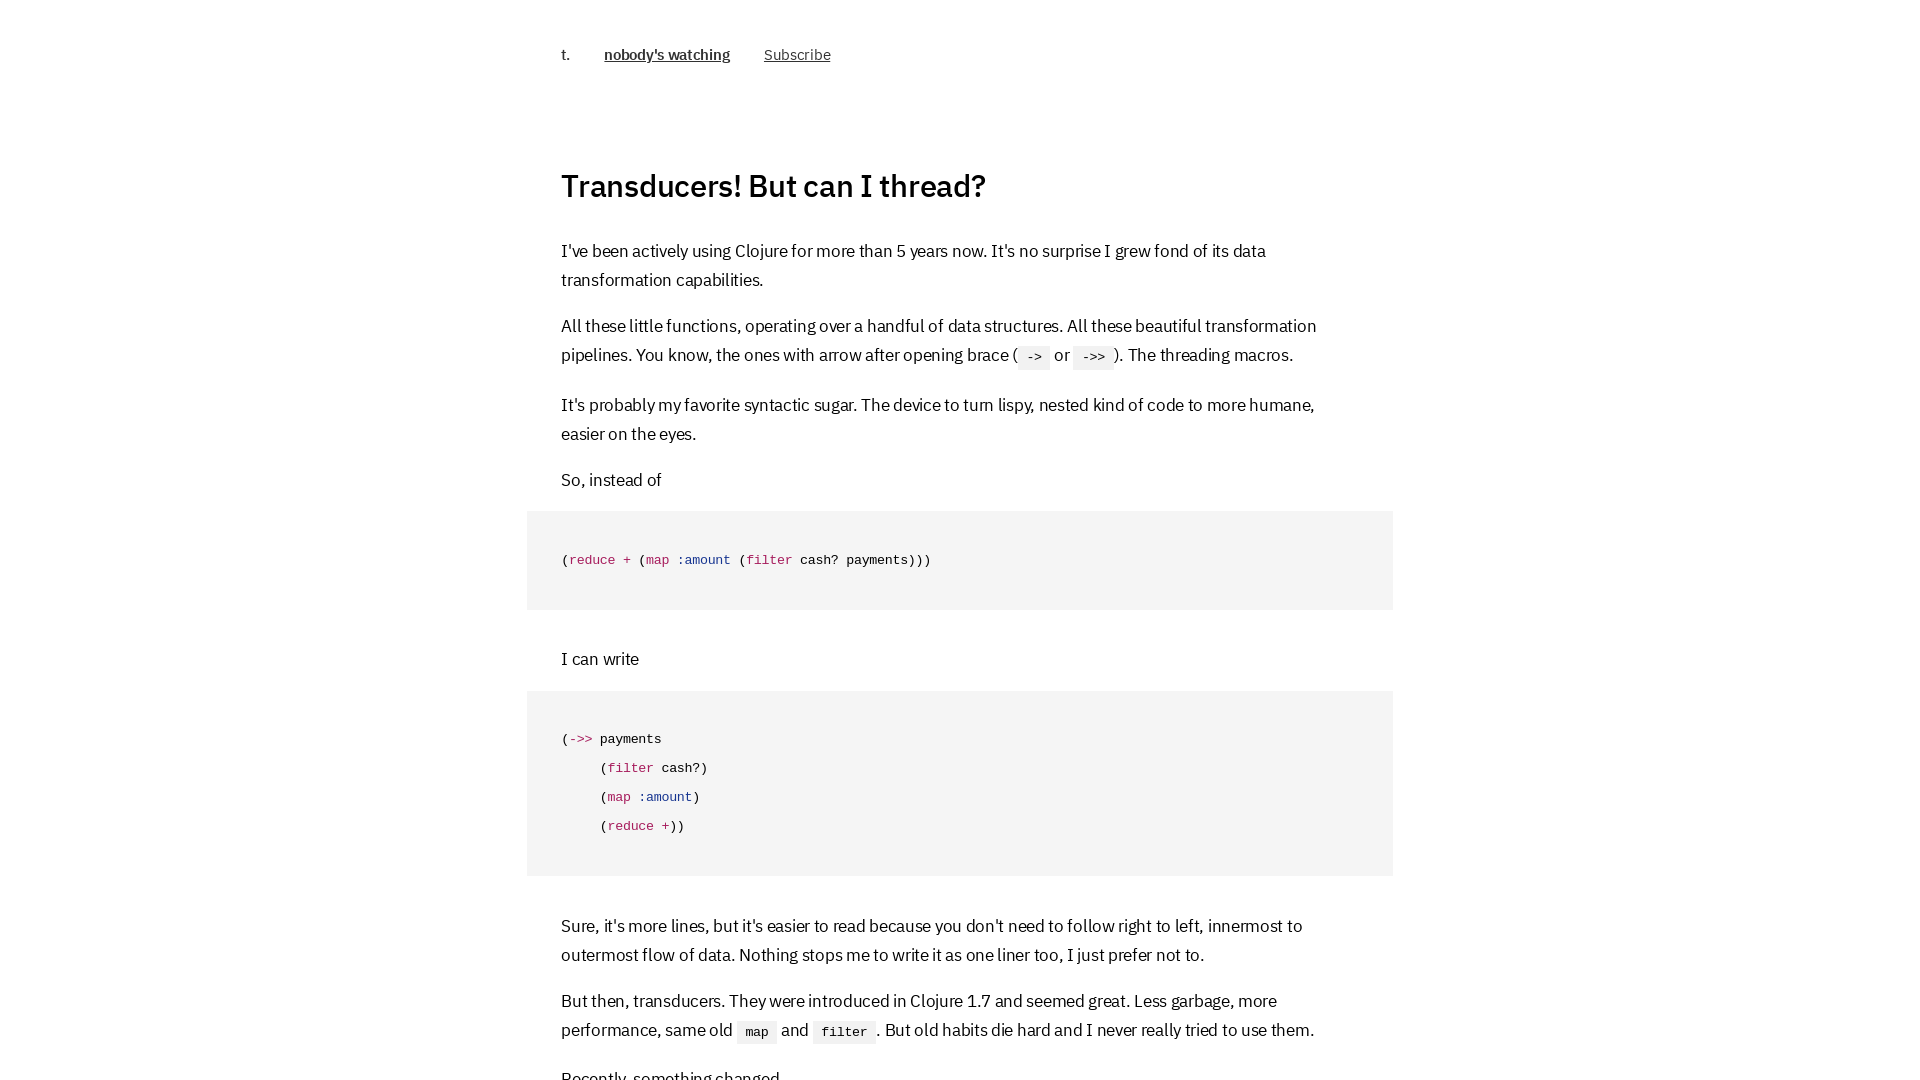 t. nobody's watching Subscribe
Transducers! But can I thread?
I've been actively using Clojure for more than 5 years now. It's no surprise I grew fond of its data
transformation capabilities.
All these little functions, operating over a handful of data structures. All these beautiful transformation
pipelines. You know, the ones with arrow after opening brace ( -> or ->> ). The threading macros.
It's probably my favorite syntactic sugar. The device to turn lispy, nested kind of code to more humane,
easier on the eyes.
So, instead of
(reduce + (map :amount (filter cash? payments)))
I can write
(->> payments
     (filter cash?)
     (map :amount)
     (reduce +))
Sure, it's more lines, but it's easier to read because you don't need to follow right to left, innermost to
outermost flow of data. Nothing stops me to write it as one liner too, I just prefer not to.
But then, transducers. They were introduced in Clojure 1.7 and seemed great. Less garbage, more
performance, same old map and filter . But old habits die hard and I never really tried to use them.
Recently, something changed